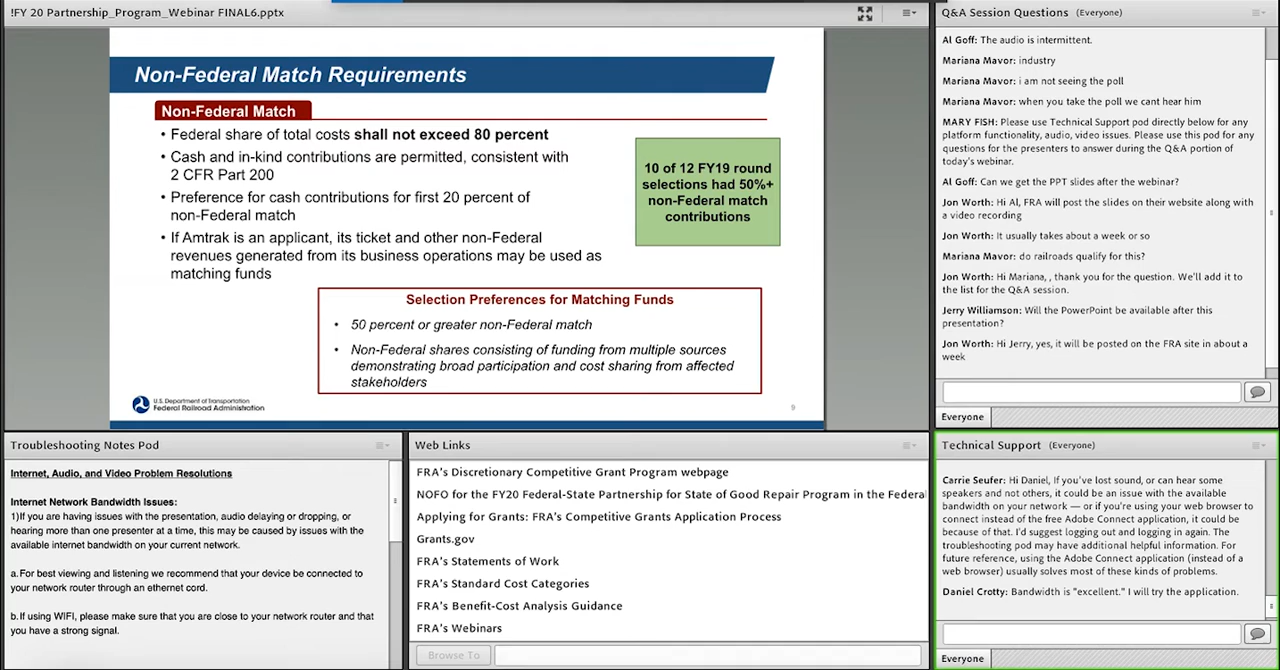 !FY 20 Partnership_Program_Webinar FINAL6.pptx
Non-Federal Match Requirements
Non-Federal Match
• Federal share of total costs shall not exceed 80 percent
• Cash and in-kind contributions are permitted, consistent with
2 CFR Part 200
• Preference for cash contributions for first 20 percent of
non-Federal match
• If Amtrak is an applicant, its ticket and other non-Federal
revenues generated from its business operations may be used as
matching funds
10 of 12 FY19 round
selections had 50%+
non-Federal match
contributions
Selection Preferences for Matching Funds
• 50 percent or greater non-Federal match
• Non-Federal shares consisting of funding from multiple sources
demonstrating broad participation and cost sharing from affected
stakeholders
U.S. Department of Transportation
Federal Railroad Administration
9
Q&A Session Questions (Everyone)
Al Goff: The audio is intermittent.
Mariana Mavor: industry
Mariana Mavor: i am not seeing the poll
Mariana Mavor: when you take the poll we cant hear him
MARY FISH: Please use Technical Support pod directly below for any
platform functionality, audio, video issues. Please use this pod for any
questions for the presenters to answer during the Q&A portion of
today's webinar.
Al Goff: Can we get the PPT slides after the webinar?
Jon Worth: Hi Al, FRA will post the slides on their website along with
a video recording
Jon Worth: It usually takes about a week or so
Mariana Mavor: do railroads qualify for this?
Jon Worth: Hi Mariana, , thank you for the question. We'll add it to
the list for the Q&A session.
Jerry Williamson: Will the PowerPoint be available after this
presentation?
Jon Worth: Hi Jerry, yes, it will be posted on the FRA site in about a
week
Everyone
Troubleshooting Notes Pod
Internet, Audio, and Video Problem Resolutions
Internet Network Bandwidth Issues:
1)If you are having issues with the presentation, audio delaying or dropping, or
hearing more than one presenter at a time, this may be caused by issues with the
available internet bandwidth on your current network.
a.For best viewing and listening we recommend that your device be connected to
your network router through an ethernet cord.
b.If using WIFI, please make sure that you are close to your network router and that
you have a strong signal.
Web Links
FRA's Discretionary Competitive Grant Program webpage
NOFO for the FY20 Federal-State Partnership for State of Good Repair Program in the Federal
Applying for Grants: FRA's Competitive Grants Application Process
Grants.gov
FRA's Statements of Work
FRA's Standard Cost Categories
FRA's Benefit-Cost Analysis Guidance
FRA's Webinars
Browse To
Technical Support (Everyone)
Carrie Seufer: Hi Daniel, If you've lost sound, or can hear some
speakers and not others, it could be an issue with the available
bandwidth on your network — or if you're using your web browser to
connect instead of the free Adobe Connect application, it could be
because of that. I'd suggest logging out and logging in again. The
troubleshooting pod may have additional helpful information. For
future reference, using the Adobe Connect application (instead of a
web browser) usually solves most of these kinds of problems.
Daniel Crotty: Bandwidth is "excellent." I will try the application.
Everyone